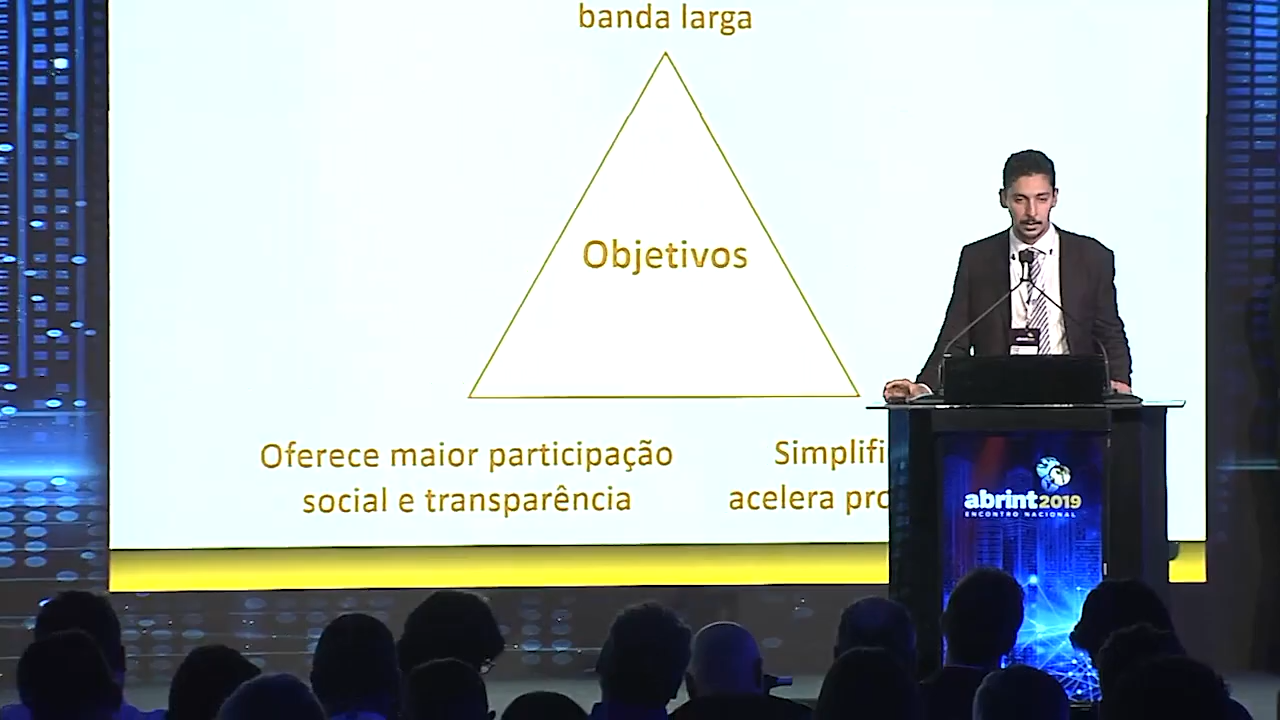 banda larga
Objetivos
Oferece maior participação
social e transparência
Simplifi
acelera pro
abrint2019
ENCONTRO NACIONAL